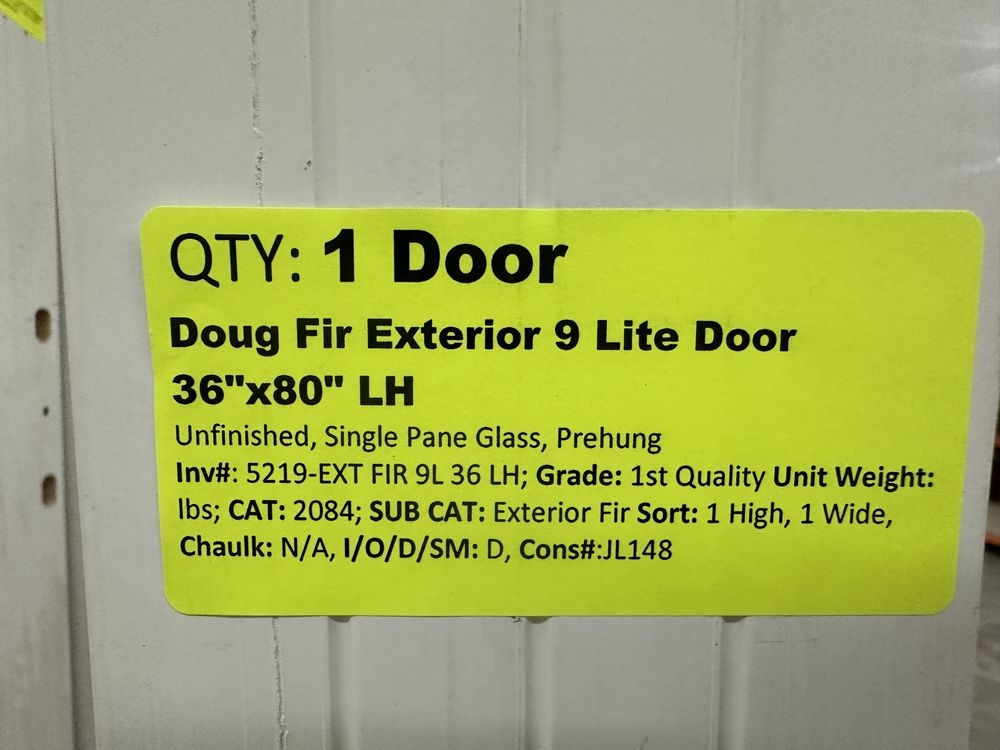 QTY: 1 Door
Doug Fir Exterior 9 Lite Door
36"x80" LH
Unfinished, Single Pane Glass, Prehung
Inv#: 5219-EXT FIR 9L 36 LH; Grade: 1st Quality Unit Weight:
lbs; CAT: 2084; SUB CAT: Exterior Fir Sort: 1 High, 1 Wide,
Chaulk: N/A, I/O/D/SM: D, Cons#:JL148